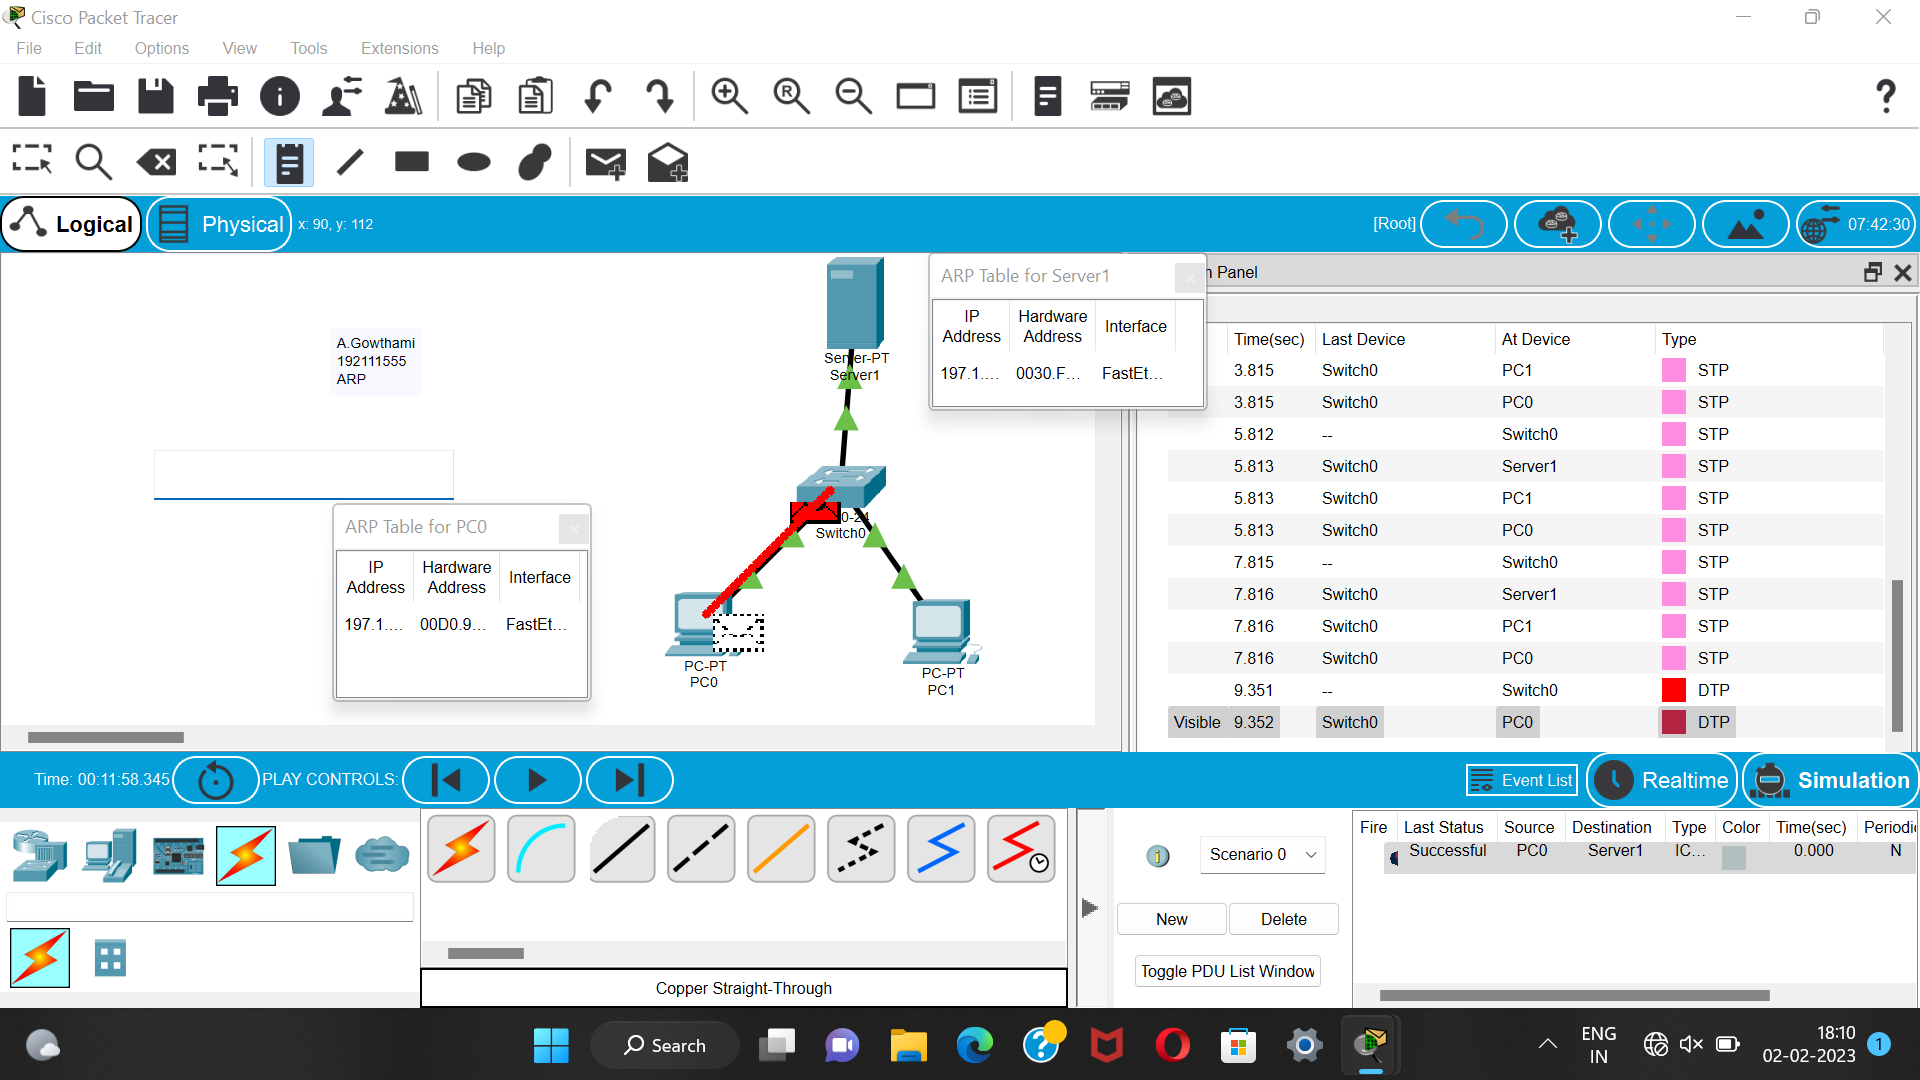 Cisco Packet Tracer
File Edit Options View Tools Extensions Help
Logical Physical x: 90, y: 112 [Root] 07:42:30
A.Gowthami
192111555
ARP
Server-PT
Server1
ARP Table for Server1
IP Address Hardware Address Interface
197.1.... 0030.F... FastEt...
Switch0
ARP Table for PC0
IP Address Hardware Address Interface
197.1.... 00D0.9... FastEt...
PC-PT
PC0
PC-PT
PC1
Panel
Time(sec) Last Device At Device Type
3.815 Switch0 PC1 STP
3.815 Switch0 PC0 STP
5.812 -- Switch0 STP
5.813 Switch0 Server1 STP
5.813 Switch0 PC1 STP
5.813 Switch0 PC0 STP
7.815 -- Switch0 STP
7.816 Switch0 Server1 STP
7.816 Switch0 PC1 STP
7.816 Switch0 PC0 STP
9.351 -- Switch0 DTP
Visible 9.352 Switch0 PC0 DTP
Time: 00:11:58.345 PLAY CONTROLS: Event List Realtime Simulation
Copper Straight-Through
Scenario 0
New Delete
Toggle PDU List Window
Fire Last Status Source Destination Type Color Time(sec) Periodi
Successful PC0 Server1 IC... 0.000 N
Search
ENG
IN
18:10
02-02-2023
1